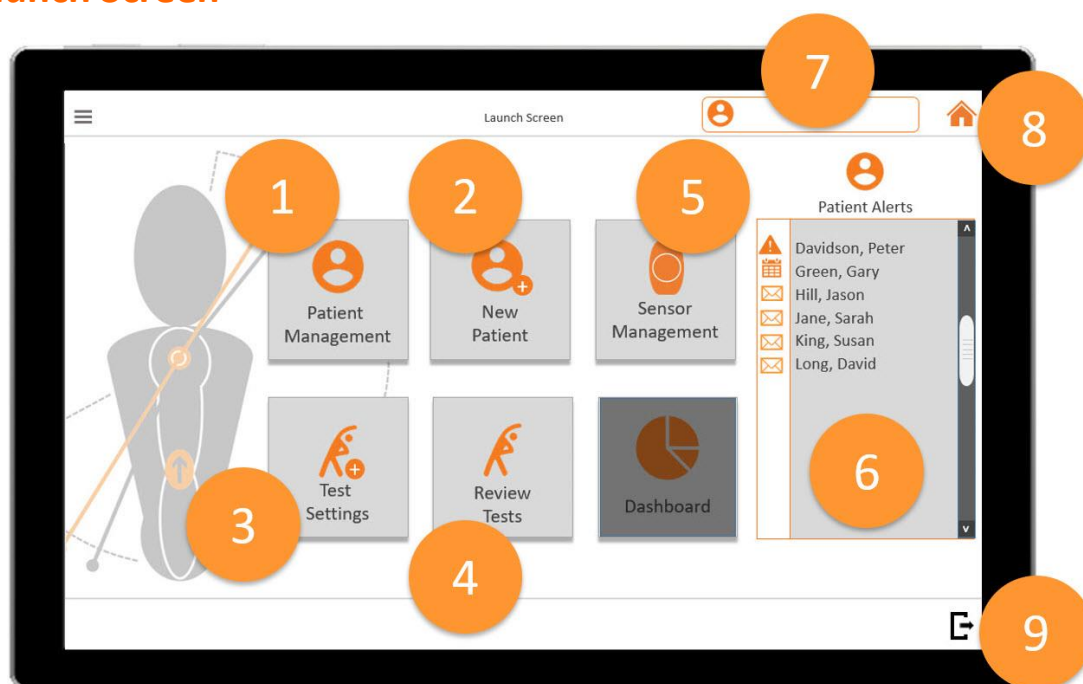 7
8
Launch Screen
1
2
5
Patient Alerts
Patient
Management
New
Patient
Sensor
Management
Davidson, Peter
Green, Gary
Hill, Jason
Jane, Sarah
King, Susan
Long, David
3
Test
Settings
4
Review
Tests
Dashboard
6
9